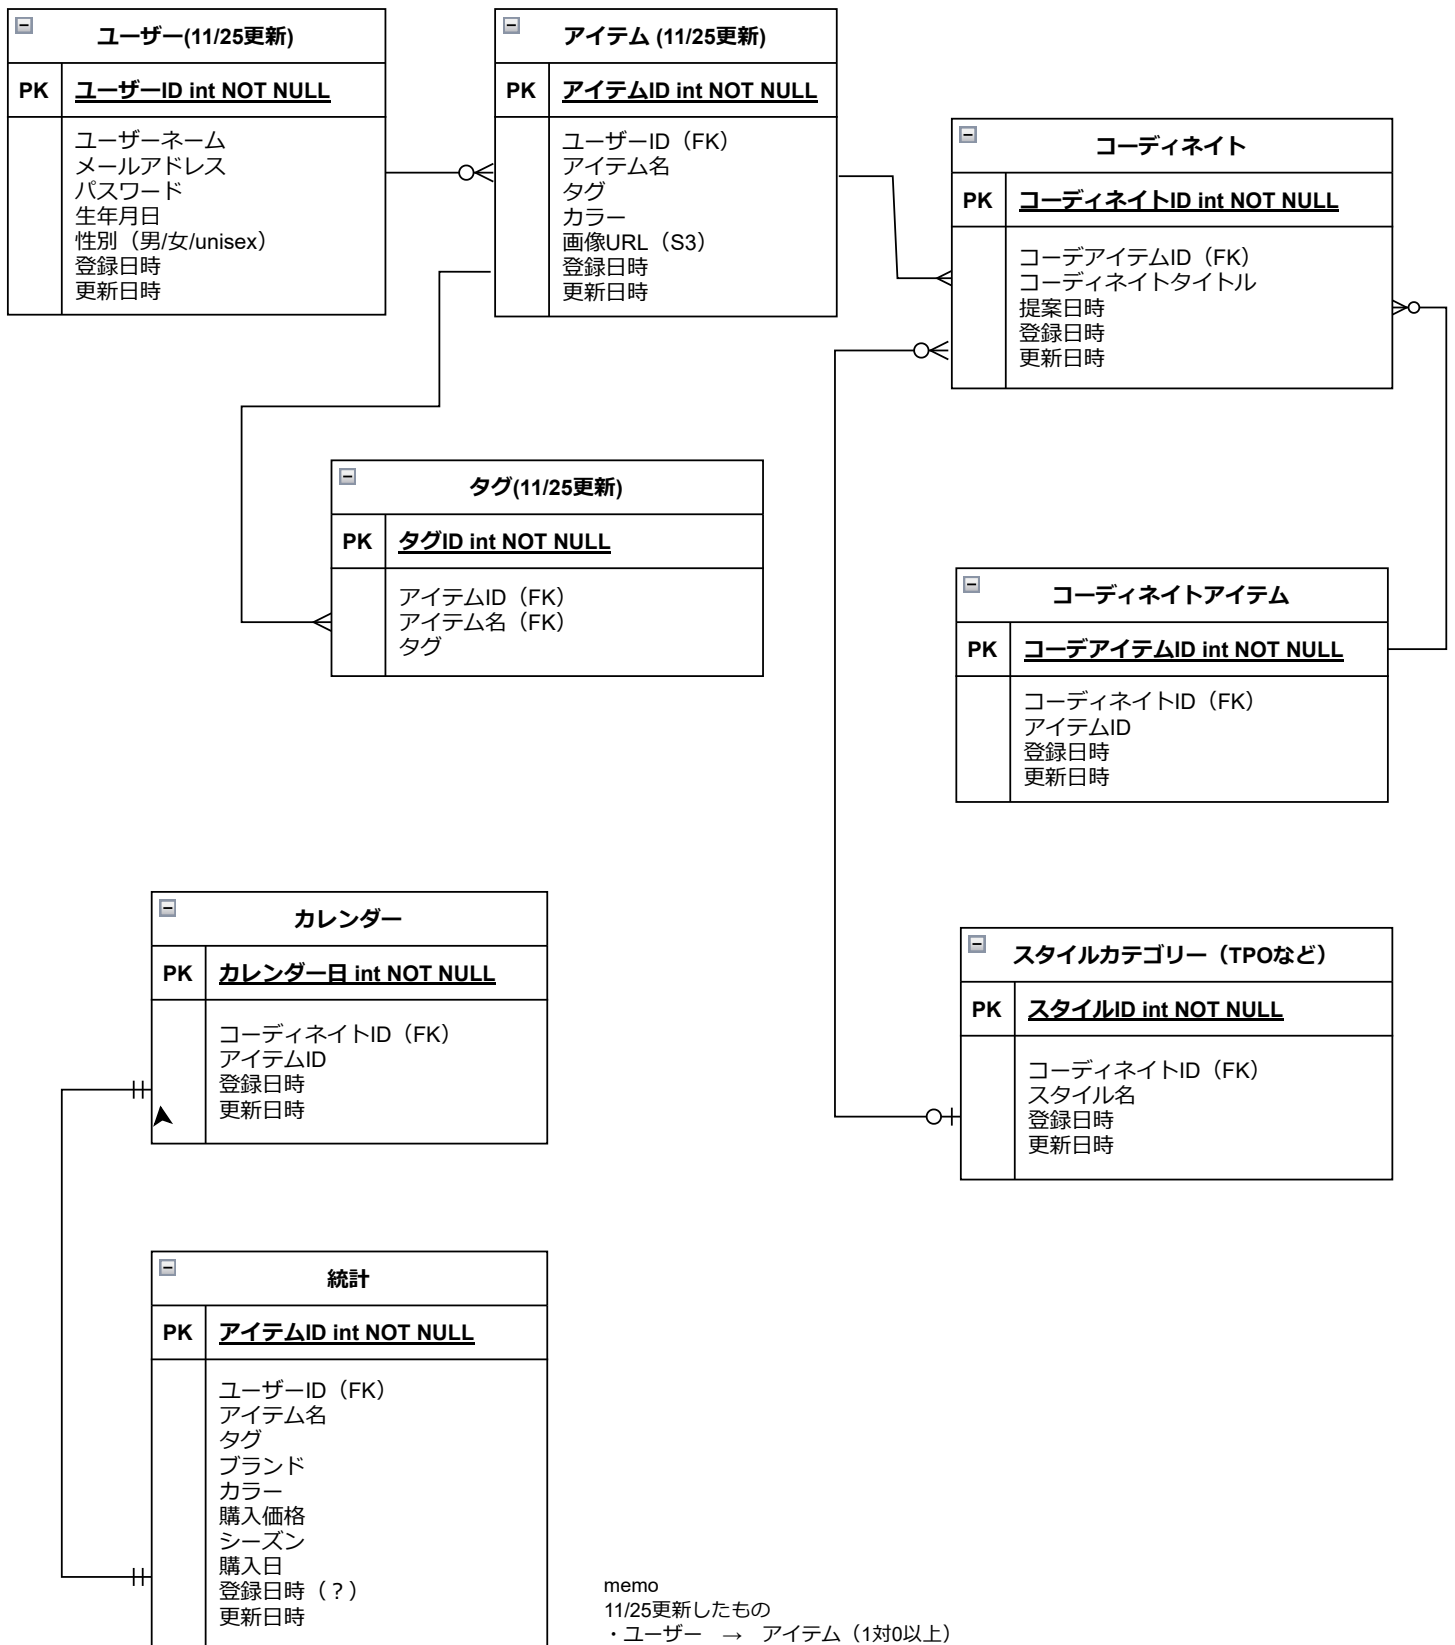 ユーザー(11/25更新)
PK ユーザーID int NOT NULL
ユーザーネーム
メールアドレス
パスワード
生年月日
性別（男/女/unisex）
登録日時
更新日時
アイテム (11/25更新)
PK アイテムID int NOT NULL
ユーザーID（FK）
アイテム名
タグ
カラー
画像URL（S3）
登録日時
更新日時
コーディネイト
PK コーディネイトID int NOT NULL
コーデアイテムID（FK）
コーディネイトタイトル
提案日時
登録日時
更新日時
タグ(11/25更新)
PK タグID int NOT NULL
アイテムID（FK）
アイテム名（FK）
タグ
コーディネイトアイテム
PK コーデアイテムID int NOT NULL
コーディネイトID（FK）
アイテムID
登録日時
更新日時
カレンダー
PK カレンダー日 int NOT NULL
コーディネイトID（FK）
アイテムID
登録日時
更新日時
スタイルカテゴリー（TPOなど）
PK スタイルID int NOT NULL
コーディネイトID（FK）
スタイル名
登録日時
更新日時
統計
PK アイテムID int NOT NULL
ユーザーID（FK）
アイテム名
タグ
ブランド
カラー
購入価格
シーズン
購入日
登録日時（？）
更新日時
memo
11/25更新したもの
・ユーザー　→　アイテム（1対0以上）